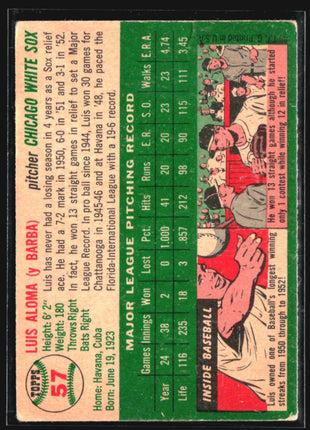 TOPPS
57
LUIS ALOMA (y BARBA)
pitcher CHICAGO WHITE SOX
Height: 6' 2"
Weight: 180
Throws Right
Bats Right
Home: Havana, Cuba
Born: June 19, 1923
Luis has never had a losing season in 4 years as a Sox relief
ace. He had a 7-2 mark in 1950, 6-0 in '51 and 3-1 in '52.
In fact, he won 13 straight games in relief to set a Major
League Record. In pro ball since 1944, Luis won 30 games for
Chattanooga in 1945-46 and at Havana in '48, he paced the
Florida-International League with a 19-6 record.
MAJOR LEAGUE PITCHING RECORD
Games Innings Won Lost Pct. Hits Runs E.R. S.O. Walks E.R.A.
Year 24 38 2 0 1.000 41 23 20 23 23 4.74
Life 116 235 18 3 .857 212 98 90 115 111 3.45
INSIDE BASEBALL
Luis owned one of Baseball's longest win
streaks from 1950 through to 1952!
He won 13 straight games although he started
only 1 contest while winning 12 in relief!
T.C.G. Printed in U.S.A.